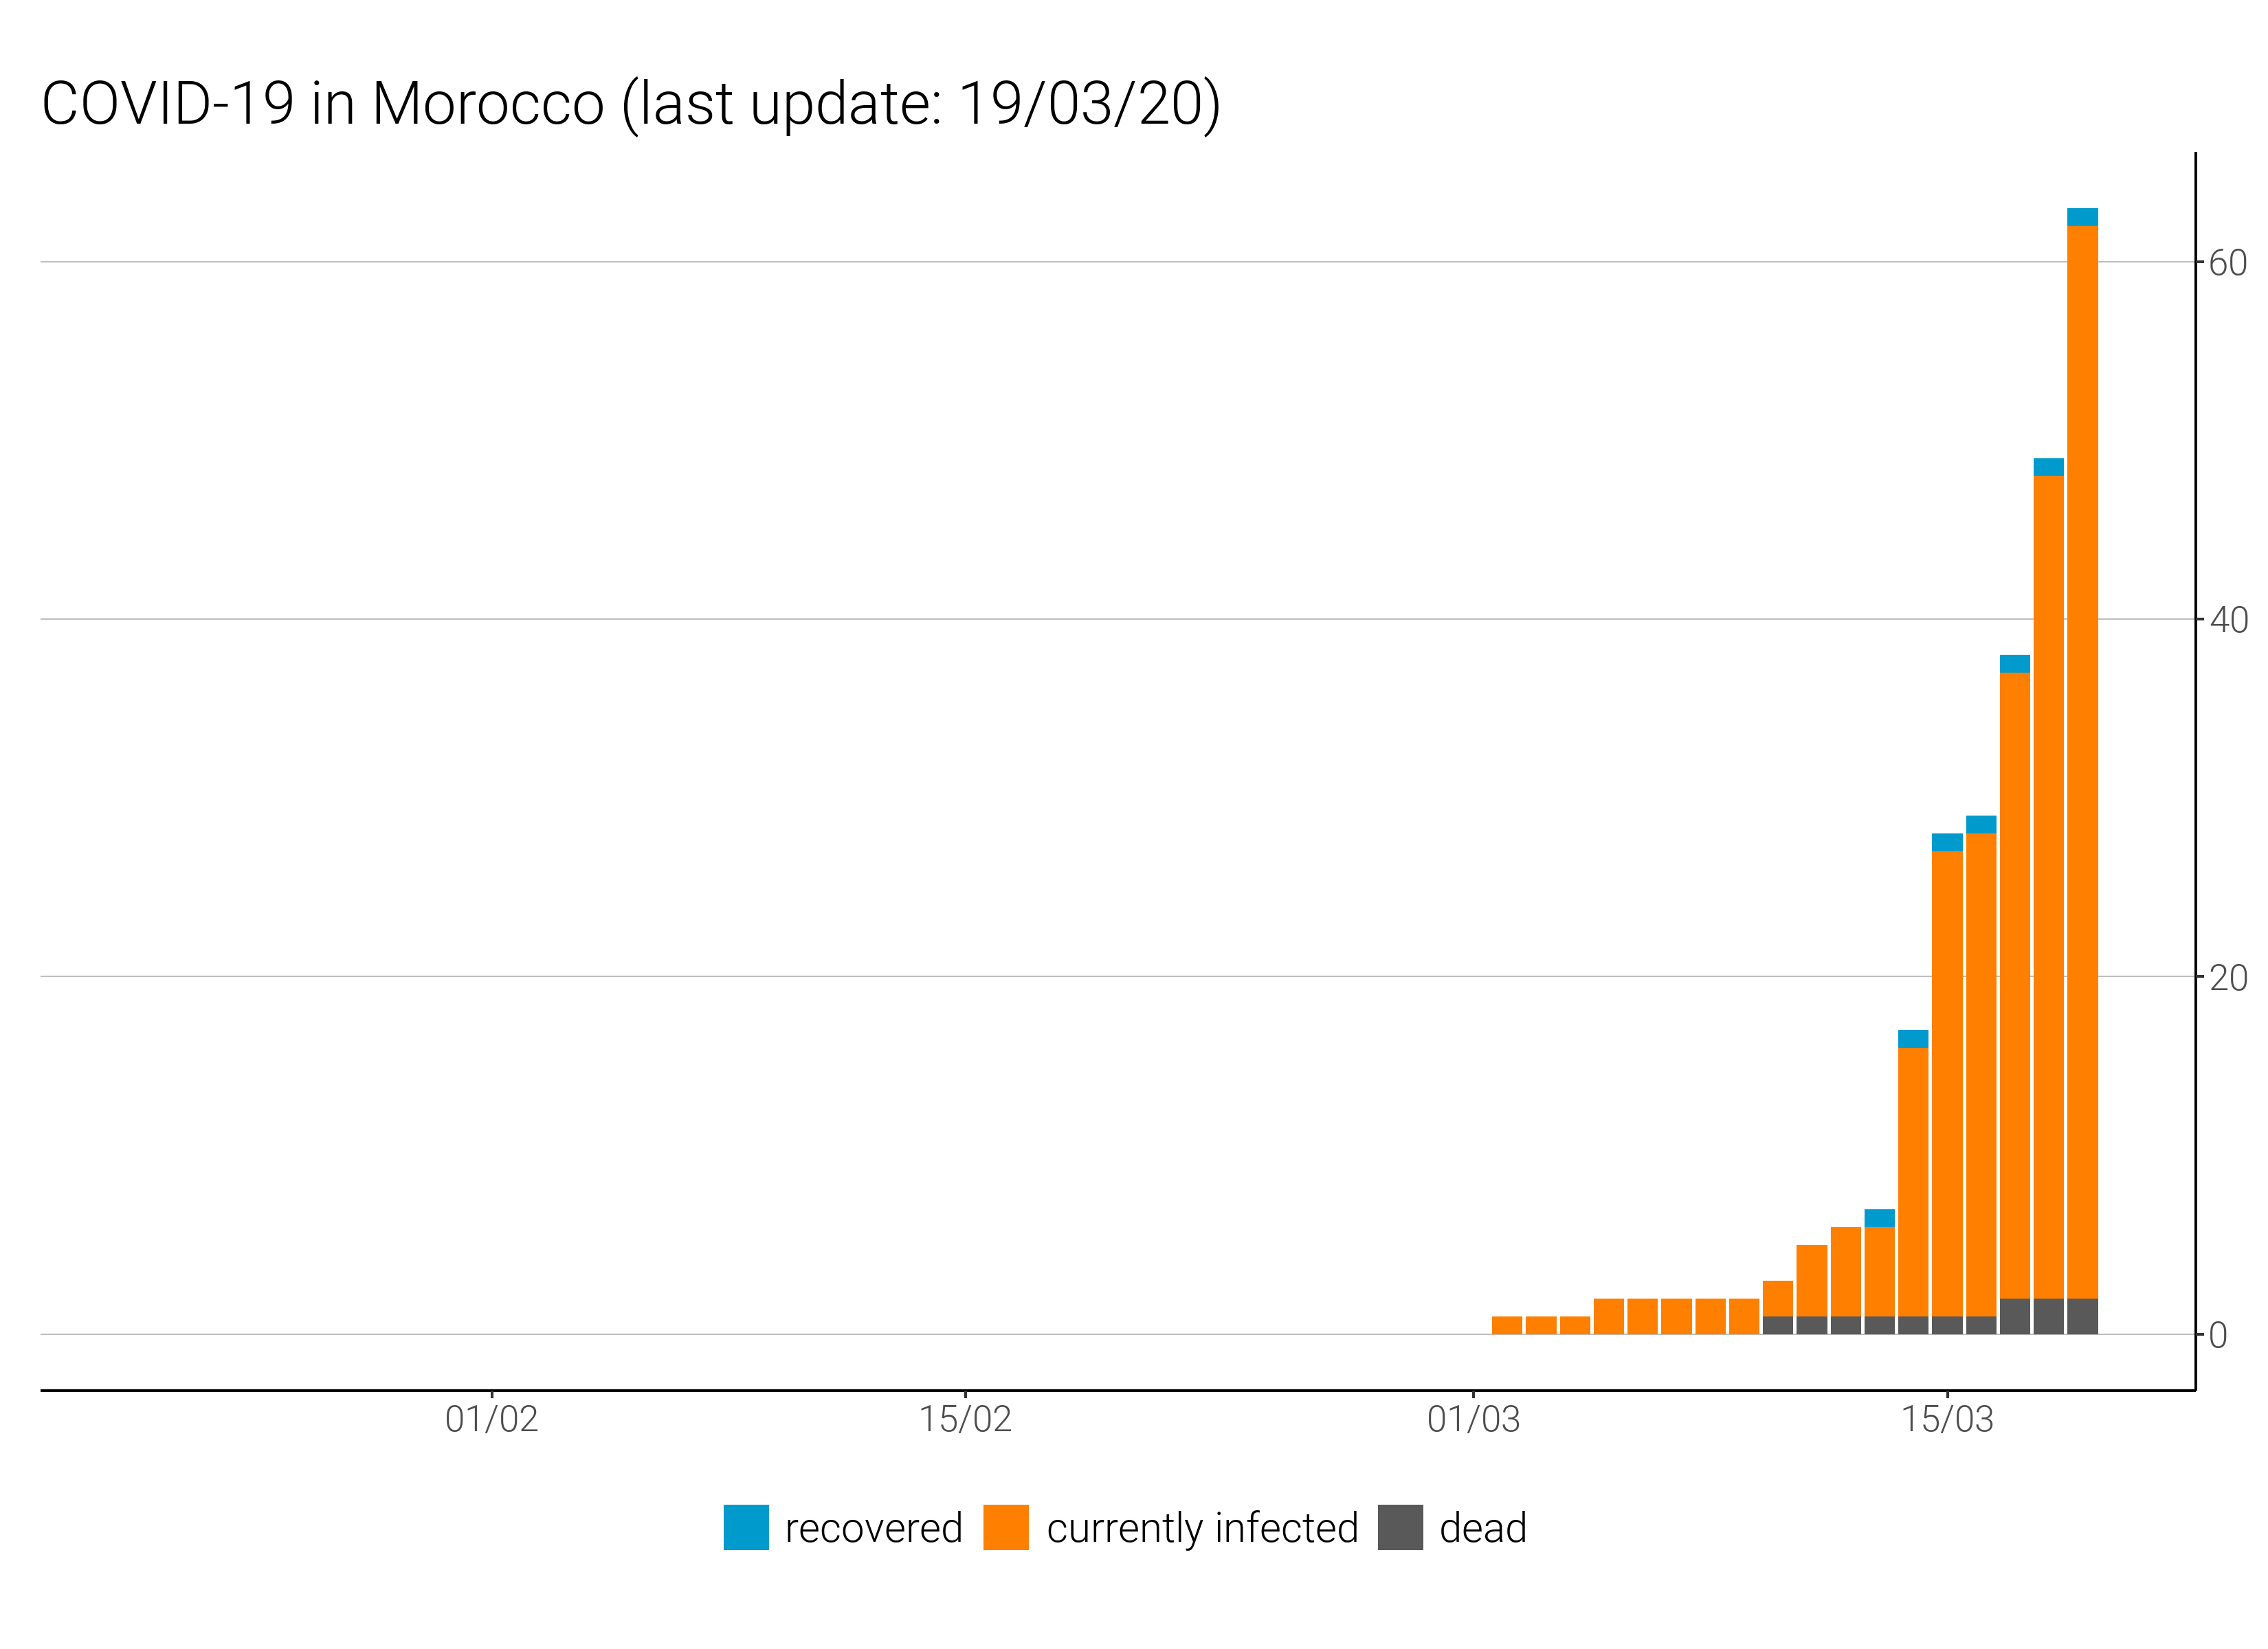 COVID-19 in Morocco (last update: 19/03/20)
60
40
20
0
01/02 15/02 01/03 15/03
recovered currently infected dead